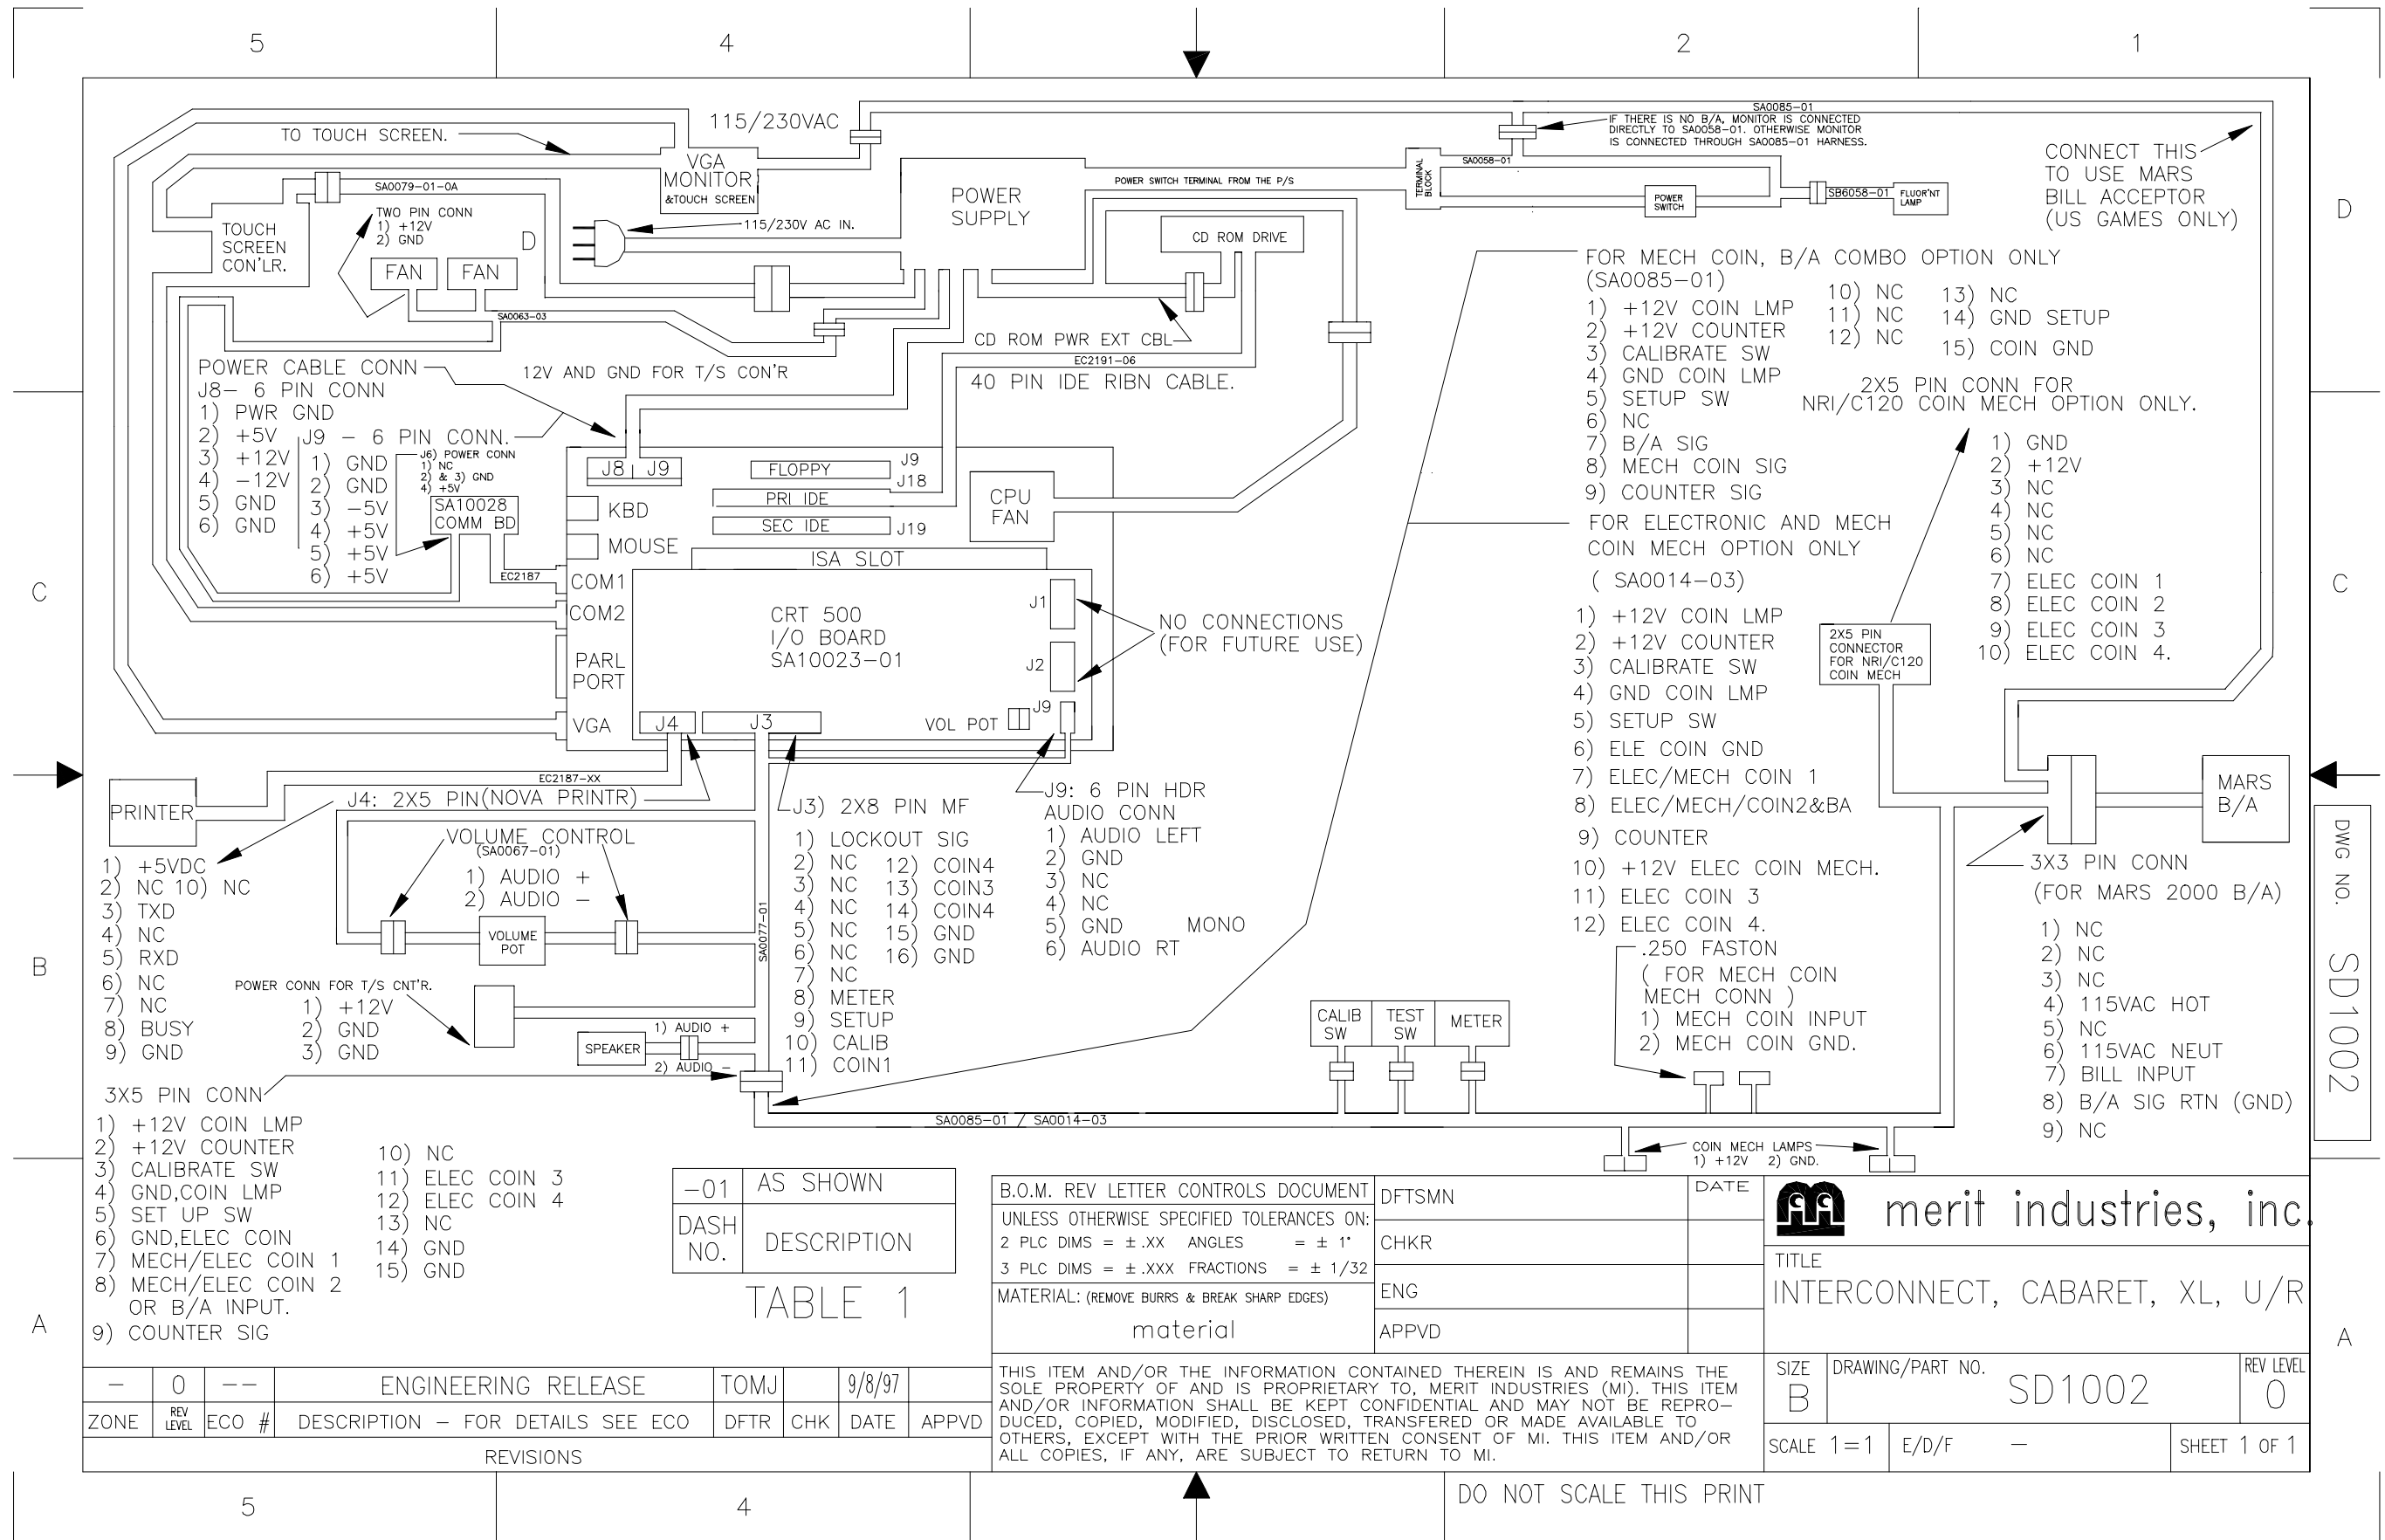 5
4
2
1
TO TOUCH SCREEN.
115/230VAC
SA0085-01
IF THERE IS NO B/A, MONITOR IS CONNECTED
DIRECTLY TO SA0058-01. OTHERWISE MONITOR
IS CONNECTED THROUGH SA0085-01 HARNESS.
CONNECT THIS
TO USE MARS
BILL ACCEPTOR
(US GAMES ONLY)
D
D
VGA
MONITOR
&TOUCH SCREEN
POWER
SUPPLY
POWER SWITCH TERMINAL FROM THE P/S
TERMINAL
BLOCK
SA0058-01
POWER
SWITCH
SB6058-01
FLUOR'NT
LAMP
SA0079-01-0A
TWO PIN CONN
1) +12V
2) GND
TOUCH
SCREEN
CON'LR.
D
115/230V AC IN.
CD ROM DRIVE
FAN
FAN
SA0063-03
CD ROM PWR EXT CBL
EC2191-06
40 PIN IDE RIBN CABLE.
12V AND GND FOR T/S CON'R
FOR MECH COIN, B/A COMBO OPTION ONLY
(SA0085-01)
1) +12V COIN LMP
2) +12V COUNTER
3) CALIBRATE SW
4) GND COIN LMP
5) SETUP SW
6) NC
7) B/A SIG
8) MECH COIN SIG
9) COUNTER SIG
10) NC
11) NC
12) NC
13) NC
14) GND SETUP
15) COIN GND
2X5 PIN CONN FOR
NRI/C120 COIN MECH OPTION ONLY.
1) GND
2) +12V
3) NC
4) NC
5) NC
6) NC
7) ELEC COIN 1
8) ELEC COIN 2
9) ELEC COIN 3
10) ELEC COIN 4.
POWER CABLE CONN
J8- 6 PIN CONN
1) PWR GND
2) +5V
3) +12V
4) -12V
5) GND
6) GND
J9 - 6 PIN CONN.
1) GND
2) GND
3) -5V
4) +5V
5) +5V
6) +5V
J6) POWER CONN
1) NC
2) & 3) GND
4) +5V
SA10028
COMM BD
EC2187
J8
J9
FLOPPY
J9
J18
PRI IDE
SEC IDE
J19
CPU
FAN
KBD
MOUSE
ISA SLOT
COM1
COM2
PARL
PORT
VGA
CRT 500
I/O BOARD
SA10023-01
J1
J2
J9
J4
J3
VOL POT
NO CONNECTIONS
(FOR FUTURE USE)
C
C
FOR ELECTRONIC AND MECH
COIN MECH OPTION ONLY
( SA0014-03)
1) +12V COIN LMP
2) +12V COUNTER
3) CALIBRATE SW
4) GND COIN LMP
5) SETUP SW
6) ELE COIN GND
7) ELEC/MECH COIN 1
8) ELEC/MECH/COIN2&BA
9) COUNTER
10) +12V ELEC COIN MECH.
11) ELEC COIN 3
12) ELEC COIN 4.
2X5 PIN
CONNECTOR
FOR NRI/C120
COIN MECH
PRINTER
EC2187-XX
J4: 2X5 PIN(NOVA PRINTR)
1) +5VDC
2) NC 10) NC
3) TXD
4) NC
5) RXD
6) NC
7) NC
8) BUSY
9) GND
VOLUME CONTROL
(SA0067-01)
1) AUDIO +
2) AUDIO -
VOLUME
POT
SA0077-01
POWER CONN FOR T/S CNT'R.
1) +12V
2) GND
3) GND
SPEAKER
1) AUDIO +
2) AUDIO -
J3) 2X8 PIN MF
1) LOCKOUT SIG
2) NC
3) NC
4) NC
5) NC
6) NC
7) NC
8) METER
9) SETUP
10) CALIB
11) COIN1
12) COIN4
13) COIN3
14) COIN4
15) GND
16) GND
J9: 6 PIN HDR
AUDIO CONN
1) AUDIO LEFT
2) GND
3) NC
4) NC
5) GND MONO
6) AUDIO RT
CALIB
SW
TEST
SW
METER
.250 FASTON
( FOR MECH COIN
MECH CONN )
1) MECH COIN INPUT
2) MECH COIN GND.
MARS
B/A
3X3 PIN CONN
(FOR MARS 2000 B/A)
1) NC
2) NC
3) NC
4) 115VAC HOT
5) NC
6) 115VAC NEUT
7) BILL INPUT
8) B/A SIG RTN (GND)
9) NC
B
DWG NO. SD1002
3X5 PIN CONN
1) +12V COIN LMP
2) +12V COUNTER
3) CALIBRATE SW
4) GND,COIN LMP
5) SET UP SW
6) GND,ELEC COIN
7) MECH/ELEC COIN 1
8) MECH/ELEC COIN 2
OR B/A INPUT.
9) COUNTER SIG
10) NC
11) ELEC COIN 3
12) ELEC COIN 4
13) NC
14) GND
15) GND
SA0085-01 / SA0014-03
COIN MECH LAMPS
1) +12V 2) GND.
-01 AS SHOWN
DASH
NO.
DESCRIPTION
TABLE 1
B.O.M. REV LETTER CONTROLS DOCUMENT
UNLESS OTHERWISE SPECIFIED TOLERANCES ON:
2 PLC DIMS = ± .XX ANGLES = ± 1°
3 PLC DIMS = ± .XXX FRACTIONS = ± 1/32
MATERIAL: (REMOVE BURRS & BREAK SHARP EDGES)
material
DFTSMN
DATE
CHKR
ENG
APPVD
merit industries, inc.
TITLE
INTERCONNECT, CABARET, XL, U/R
A
A
- 0 -- ENGINEERING RELEASE TOMJ 9/8/97
ZONE REV LEVEL ECO # DESCRIPTION - FOR DETAILS SEE ECO DFTR CHK DATE APPVD
REVISIONS
THIS ITEM AND/OR THE INFORMATION CONTAINED THEREIN IS AND REMAINS THE
SOLE PROPERTY OF AND IS PROPRIETARY TO, MERIT INDUSTRIES (MI). THIS ITEM
AND/OR INFORMATION SHALL BE KEPT CONFIDENTIAL AND MAY NOT BE REPRO-
DUCED, COPIED, MODIFIED, DISCLOSED, TRANSFERED OR MADE AVAILABLE TO
OTHERS, EXCEPT WITH THE PRIOR WRITTEN CONSENT OF MI. THIS ITEM AND/OR
ALL COPIES, IF ANY, ARE SUBJECT TO RETURN TO MI.
SIZE
B
DRAWING/PART NO.
SD1002
REV LEVEL
0
SCALE 1=1
E/D/F -
SHEET 1 OF 1
5
4
DO NOT SCALE THIS PRINT